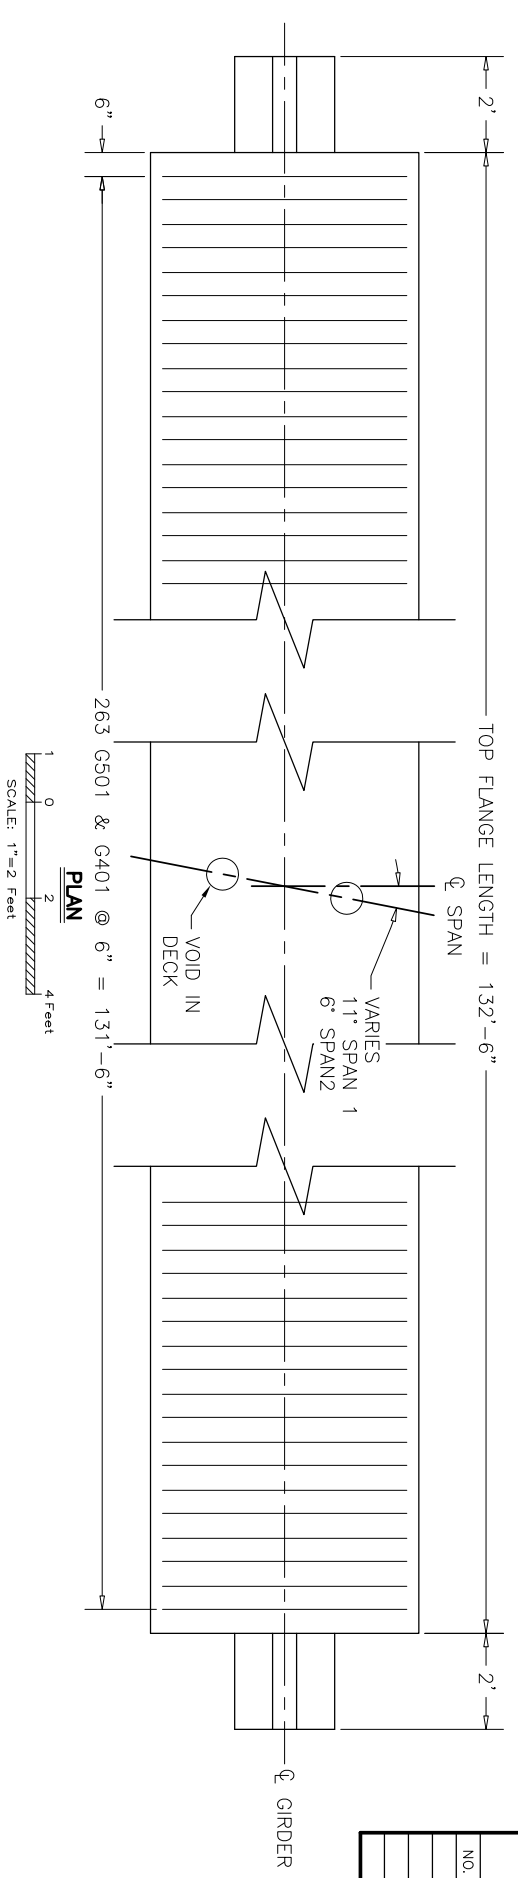 2'
TOP FLANGE LENGTH = 132'-6"
2'
℄ SPAN
VARIES
11° SPAN 1
6° SPAN2
℄ GIRDER
VOID IN
DECK
6"
263 G501 & G401 @ 6" = 131'-6"
PLAN
1 0 2 4 Feet
SCALE: 1"=2 Feet
NO.